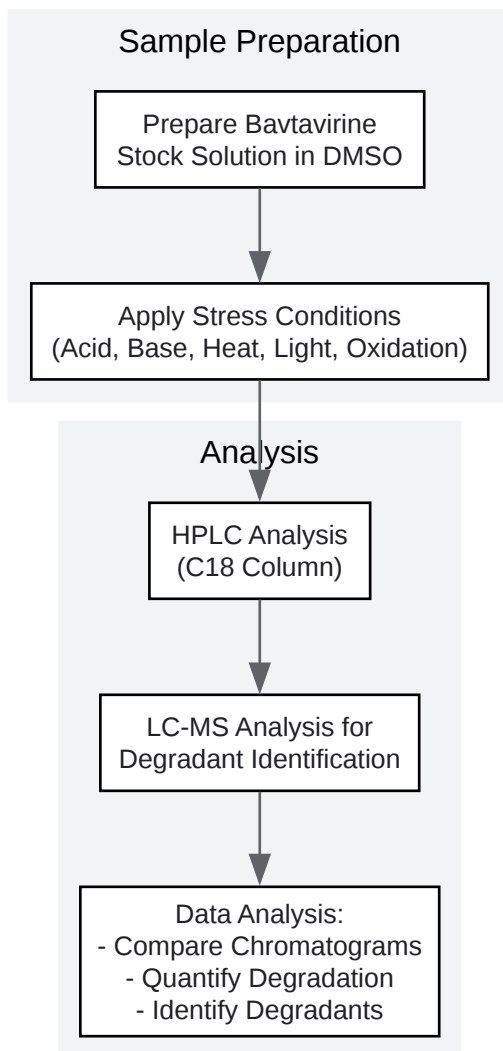 Sample Preparation
Prepare Bavtavirine
Stock Solution in DMSO
Apply Stress Conditions
(Acid, Base, Heat, Light, Oxidation)
Analysis
HPLC Analysis
(C18 Column)
LC-MS Analysis for
Degradant Identification
Data Analysis:
- Compare Chromatograms
- Quantify Degradation
- Identify Degradants